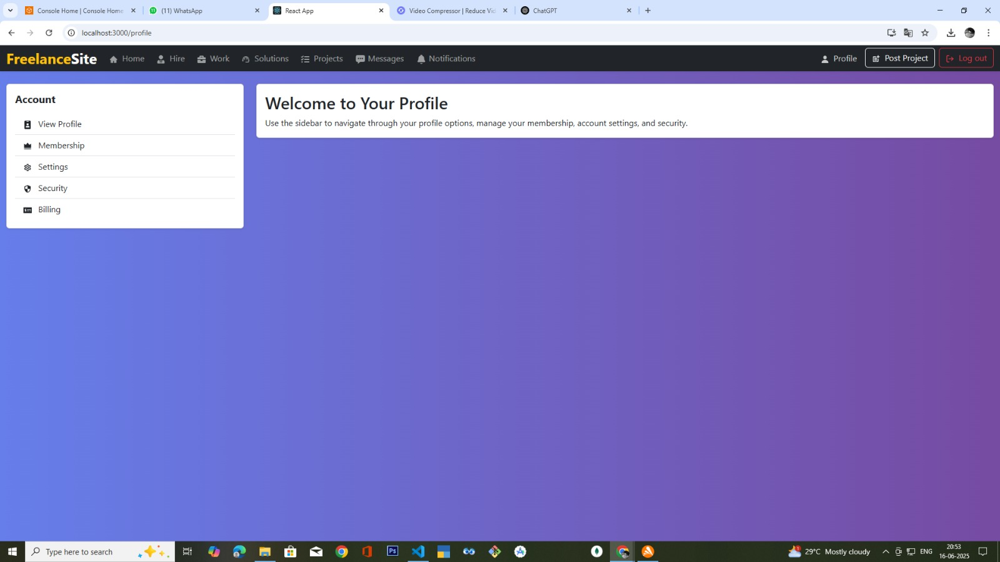 Console Home | Console Home
(11) WhatsApp
React App
Video Compressor | Reduce Vid
ChatGPT
localhost:3000/profile
FreelanceSite
Home
Hire
Work
Solutions
Projects
Messages
Notifications
Profile
Post Project
Log out
Account
View Profile
Membership
Settings
Security
Billing
Welcome to Your Profile
Use the sidebar to navigate through your profile options, manage your membership, account settings, and security.
Type here to search
Ps
1
29°C Mostly cloudy
ENG
20:53
16-06-2025